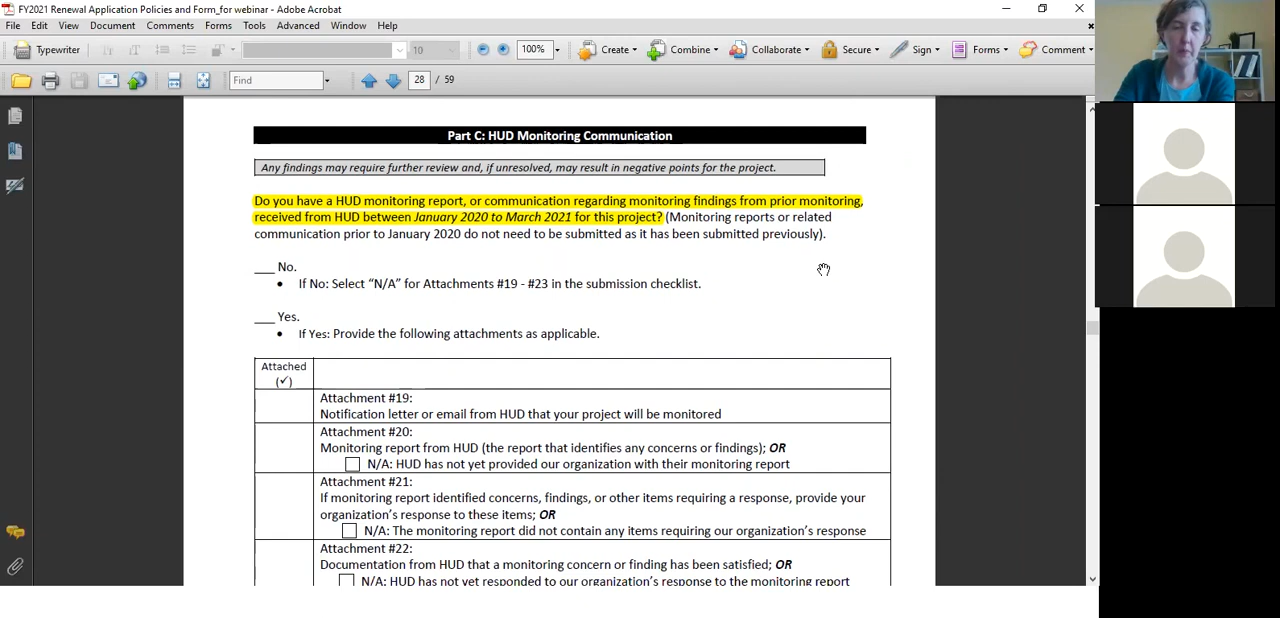 FY2021 Renewal Application Policies and Form_for webinar - Adobe Acrobat
File Edit View Document Comments Forms Tools Advanced Window Help
Typewriter 10 100% Create Combine Collaborate Secure Sign Forms Comment
Find 28 / 59
Part C: HUD Monitoring Communication
Any findings may require further review and, if unresolved, may result in negative points for the project.
Do you have a HUD monitoring report, or communication regarding monitoring findings from prior monitoring,
received from HUD between January 2020 to March 2021 for this project? (Monitoring reports or related
communication prior to January 2020 do not need to be submitted as it has been submitted previously).
___ No.
• If No: Select “N/A” for Attachments #19 - #23 in the submission checklist.
___ Yes.
• If Yes: Provide the following attachments as applicable.
Attached
(✓)
Attachment #19:
Notification letter or email from HUD that your project will be monitored
Attachment #20:
Monitoring report from HUD (the report that identifies any concerns or findings); OR
N/A: HUD has not yet provided our organization with their monitoring report
Attachment #21:
If monitoring report identified concerns, findings, or other items requiring a response, provide your
organization’s response to these items; OR
N/A: The monitoring report did not contain any items requiring our organization’s response
Attachment #22:
Documentation from HUD that a monitoring concern or finding has been satisfied; OR
N/A: HUD has not yet responded to our organization’s response to the monitoring report